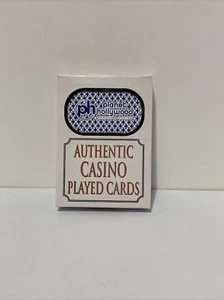 ph planet
hollywood
AUTHENTIC
CASINO
PLAYED CARDS